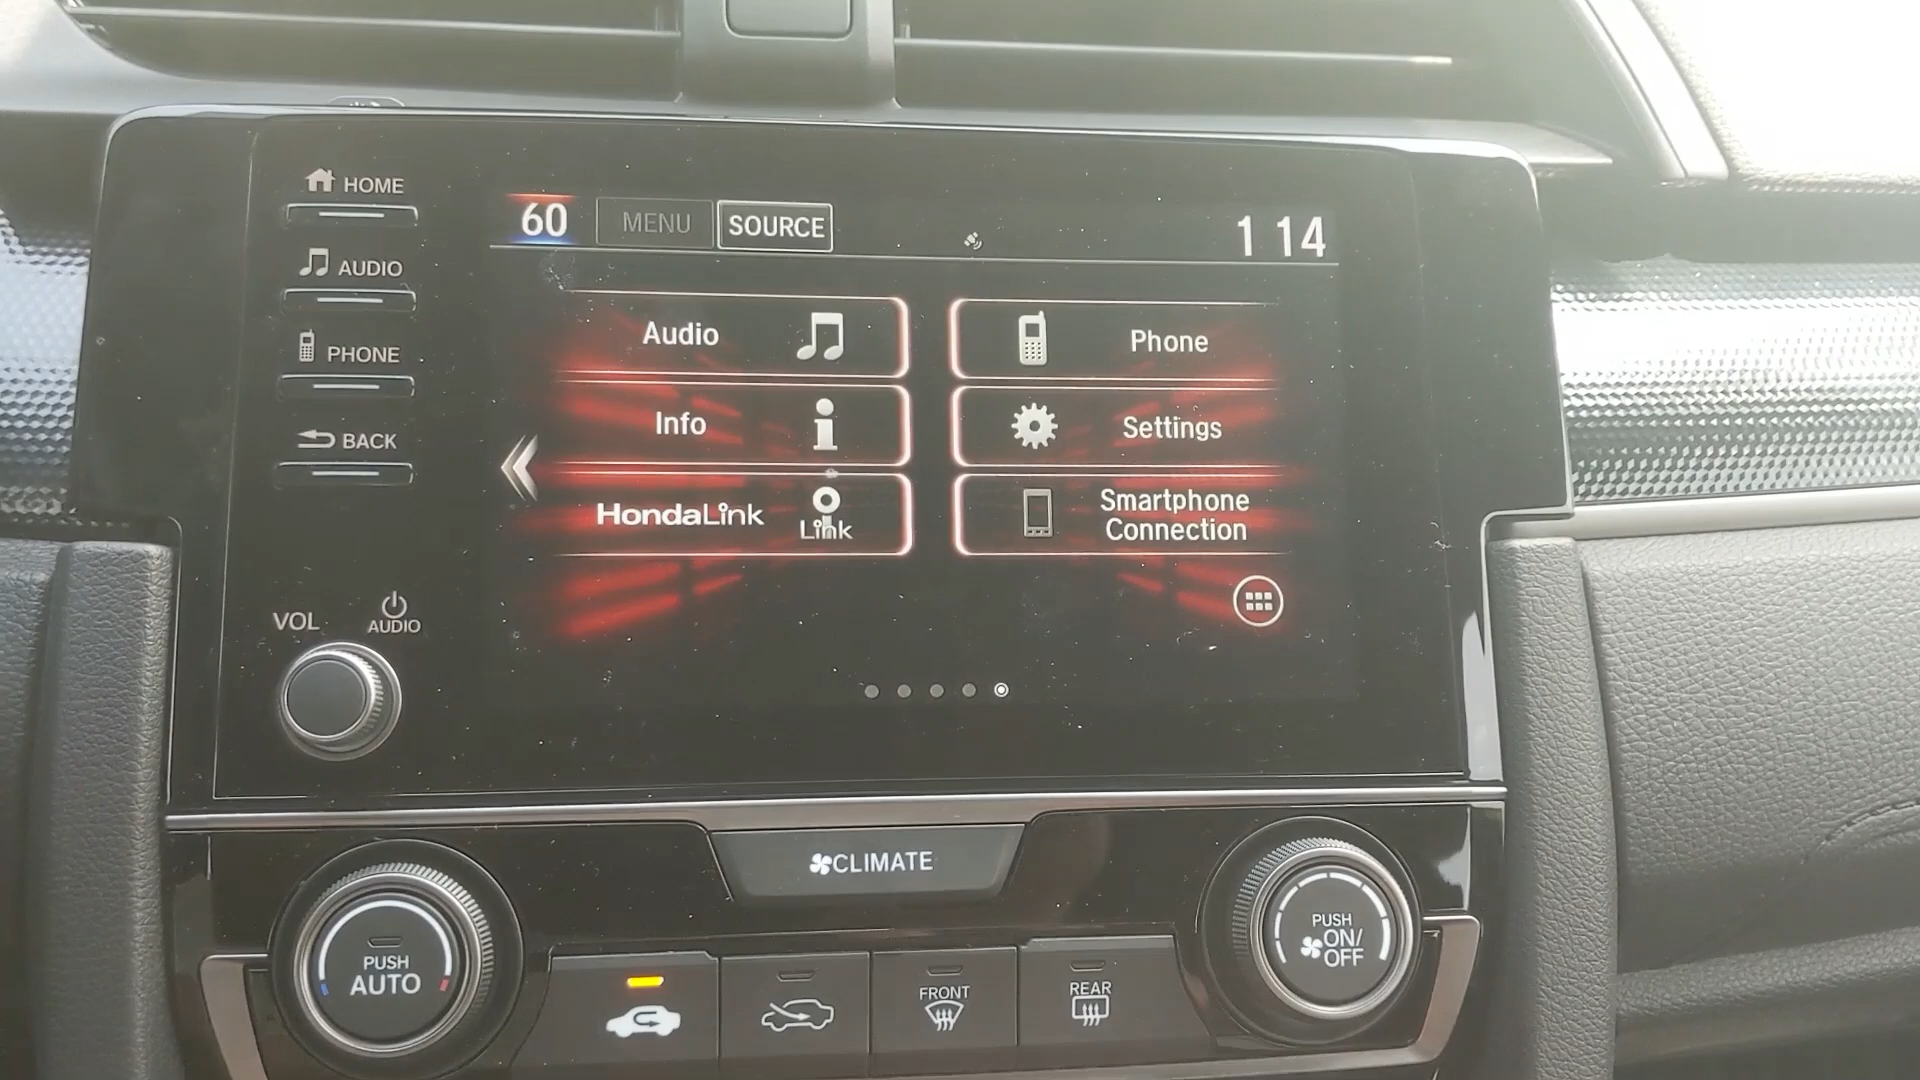 HOME
AUDIO
PHONE
BACK
VOL
AUDIO
60 MENU SOURCE 1 14
Audio
Phone
Info
Settings
HondaLink
Link
Smartphone
Connection
CLIMATE
PUSH
AUTO
FRONT
REAR
PUSH
ON/
OFF